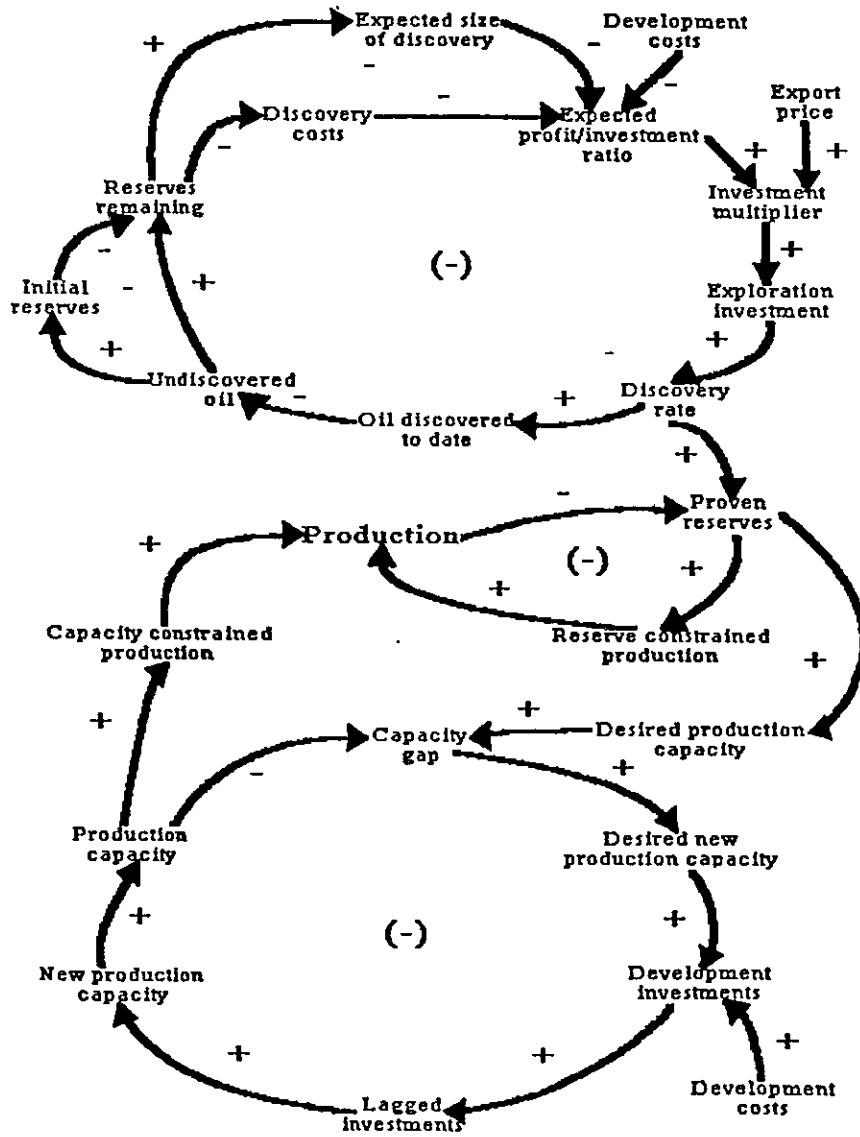 Expected size
of discovery
Development
costs
+
-
-
-
-
Discovery
costs
-
Expected
profit/investment
ratio
Export
price
+
+
-
Reserves
remaining
Investment
multiplier
-
(-)
+
+
-
Initial
reserves
Exploration
investment
+
+
-
Undiscovered
oil
-
+
Discovery
rate
Oil discovered
to date
+
-
Proven
reserves
+
Production
(-)
+
+
Capacity constrained
production
Reserve constrained
production
+
+
+
Capacity
gap
Desired production
capacity
-
+
Production
capacity
Desired new
production capacity
+
(-)
+
New production
capacity
Development
investments
+
+
+
Lagged
investments
Development
costs